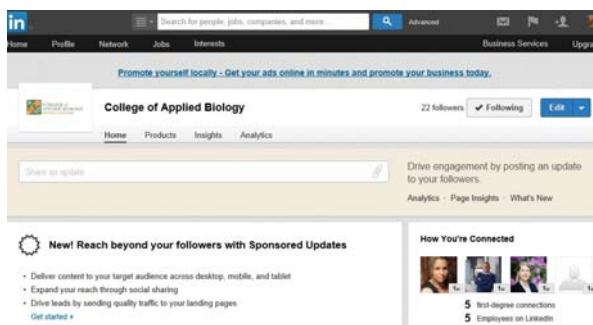 in
Search for people, jobs, companies, and more...
Advanced
Home Profile Network Jobs Interests
Business Services Upgra
Promote yourself locally - Get your ads online in minutes and promote your business today.
College of Applied Biology
22 followers ✔ Following Edit
Home Products Insights Analytics
Share an update
Drive engagement by posting an update
to your followers.
Analytics · Page Insights · What's New
New! Reach beyond your followers with Sponsored Updates
• Deliver content to your target audience across desktop, mobile, and tablet
• Expand your reach through social sharing
• Drive leads by sending quality traffic to your landing pages
Get started ▸
How You're Connected
1st 1st 1st 1st
5 first-degree connections
5 Employees on LinkedIn